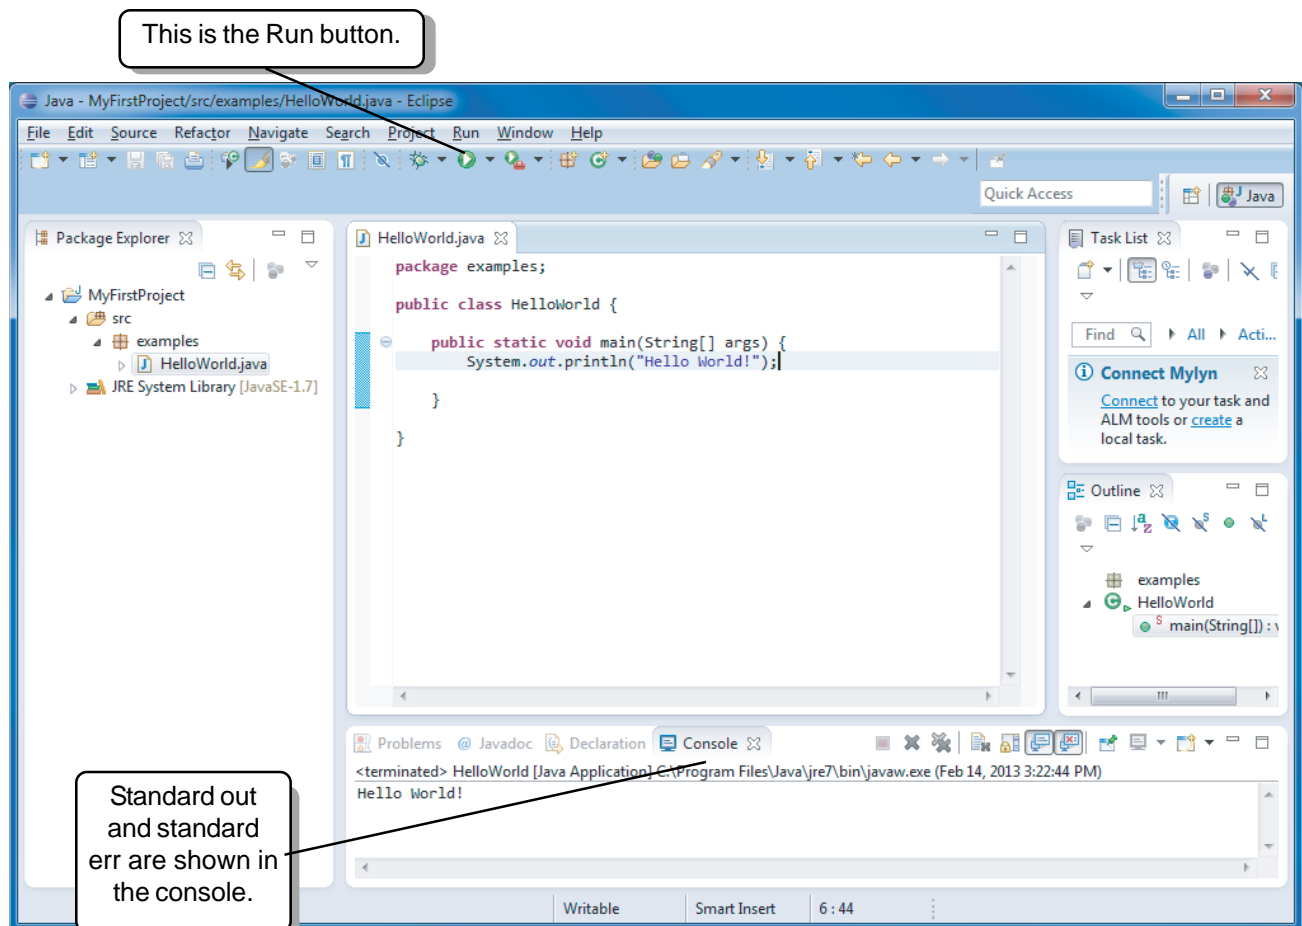 This is the Run button.
Java - MyFirstProject/src/examples/HelloWorld.java - Eclipse
File Edit Source Refactor Navigate Search Project Run Window Help
Quick Access
Java
Package Explorer
MyFirstProject
src
examples
HelloWorld.java
JRE System Library [JavaSE-1.7]
HelloWorld.java
package examples;
public class HelloWorld {
public static void main(String[] args) {
System.out.println("Hello World!");
}
}
Task List
Find All Acti...
Connect Mylyn
Connect to your task and
ALM tools or create a
local task.
Outline
examples
HelloWorld
main(String[]) : v
Problems @ Javadoc Declaration Console
<terminated> HelloWorld [Java Application] C:\Program Files\Java\jre7\bin\javaw.exe (Feb 14, 2013 3:22:44 PM)
Hello World!
Standard out
and standard
err are shown in
the console.
Writable Smart Insert 6 : 44